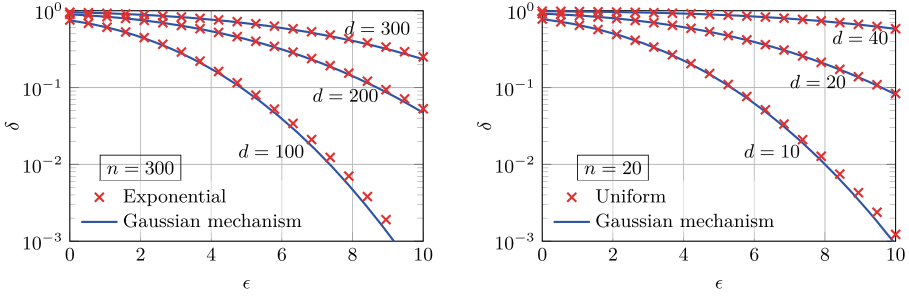 10^0
10^−1
10^−2
10^−3
δ
0 2 4 6 8 10
ϵ
d = 300
d = 200
d = 100
n = 300
Exponential
Gaussian mechanism
10^0
10^−1
10^−2
10^−3
δ
0 2 4 6 8 10
ϵ
d = 40
d = 20
d = 10
n = 20
Uniform
Gaussian mechanism